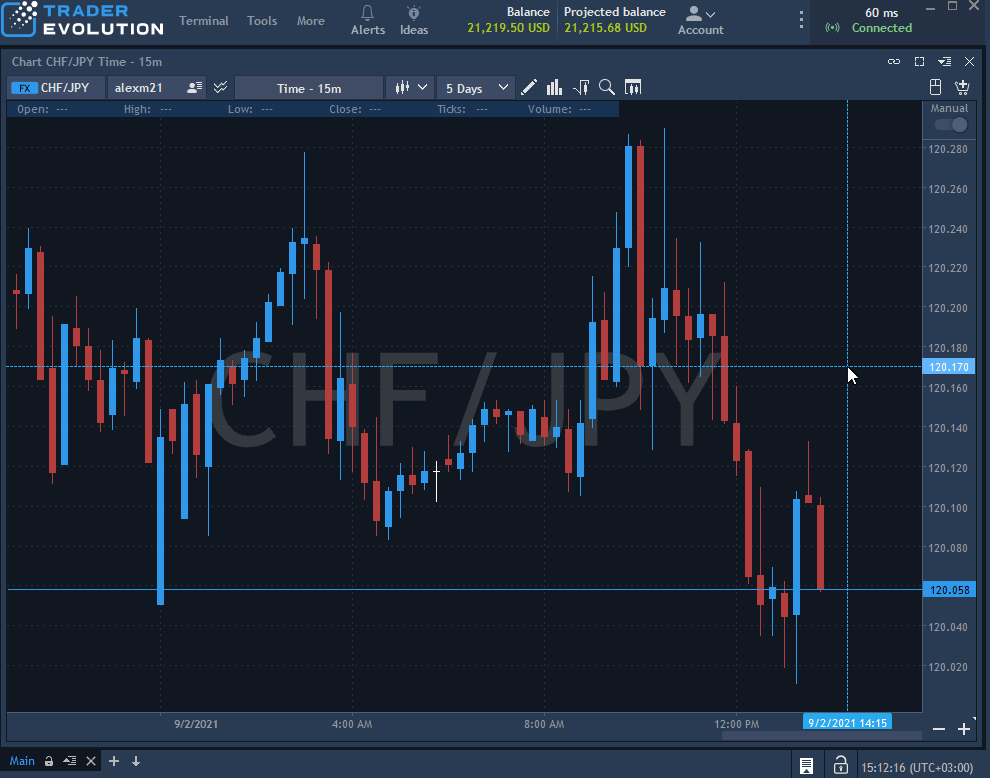 TRADER
EVOLUTION
Terminal Tools More
Alerts Ideas
Balance
21,219.50 USD
Projected balance
21,215.68 USD
Account
60 ms
Connected
Chart CHF/JPY Time - 15m
FX CHF/JPY alexm21 Time - 15m 5 Days
Open: --- High: --- Low: --- Close: --- Ticks: --- Volume: ---
Manual
CHF/JPY
120.280
120.260
120.240
120.220
120.200
120.180
120.170
120.160
120.140
120.120
120.100
120.080
120.058
120.040
120.020
9/2/2021 4:00 AM 8:00 AM 12:00 PM 9/2/2021 14:15
Main
15:12:16 (UTC+03:00)